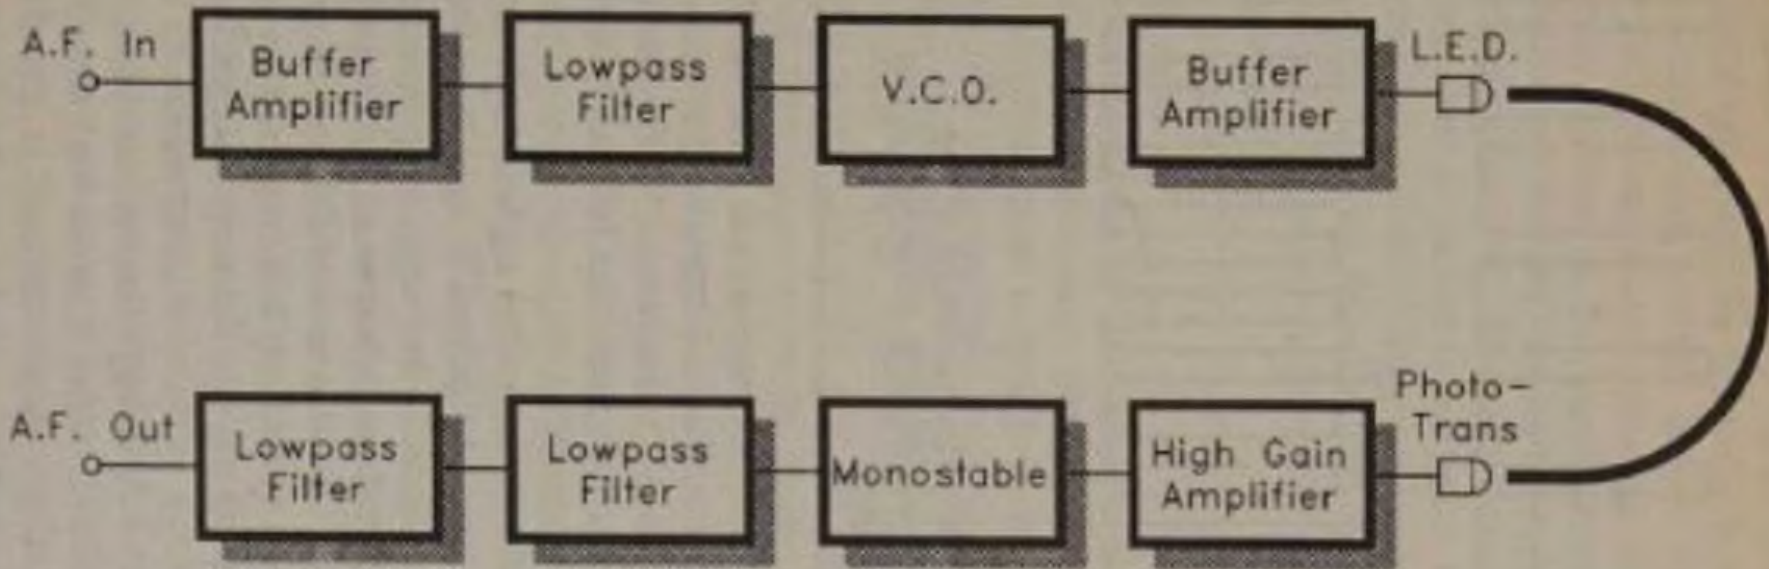 A.F. In
Buffer
Amplifier
Lowpass
Filter
V.C.O.
Buffer
Amplifier
L.E.D.
A.F. Out
Lowpass
Filter
Lowpass
Filter
Monostable
High Gain
Amplifier
Photo-
Trans